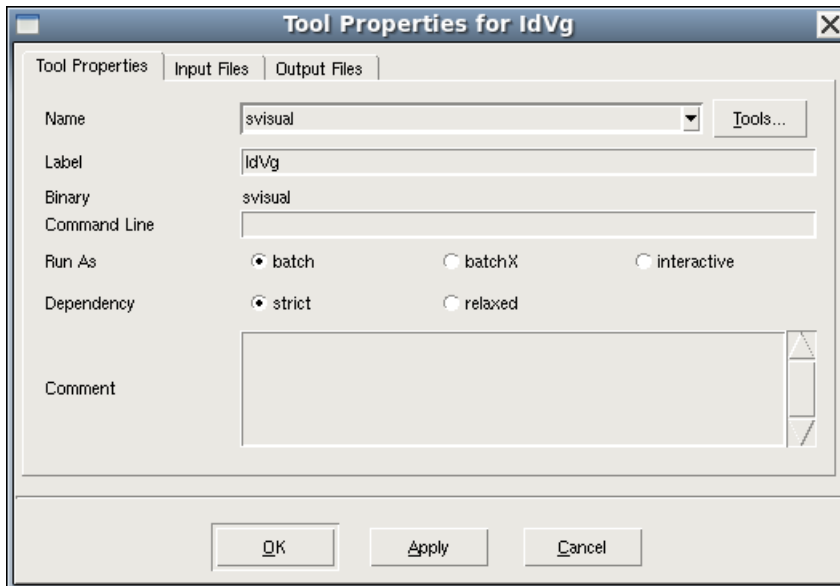 Tool Properties for IdVg
Tool Properties Input Files Output Files
Name svisual Tools...
Label IdVg
Binary svisual
Command Line
Run As batch batchX interactive
Dependency strict relaxed
Comment
OK Apply Cancel